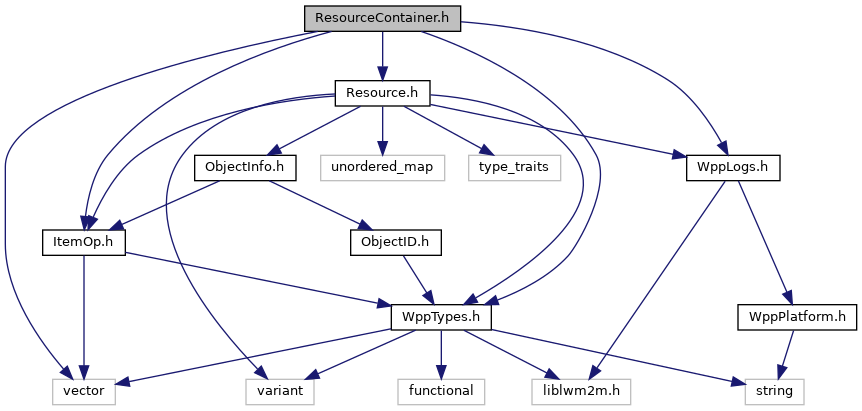 ResourceContainer.h
Resource.h
ObjectInfo.h
unordered_map
type_traits
WppLogs.h
ItemOp.h
ObjectID.h
WppTypes.h
WppPlatform.h
vector
variant
functional
liblwm2m.h
string